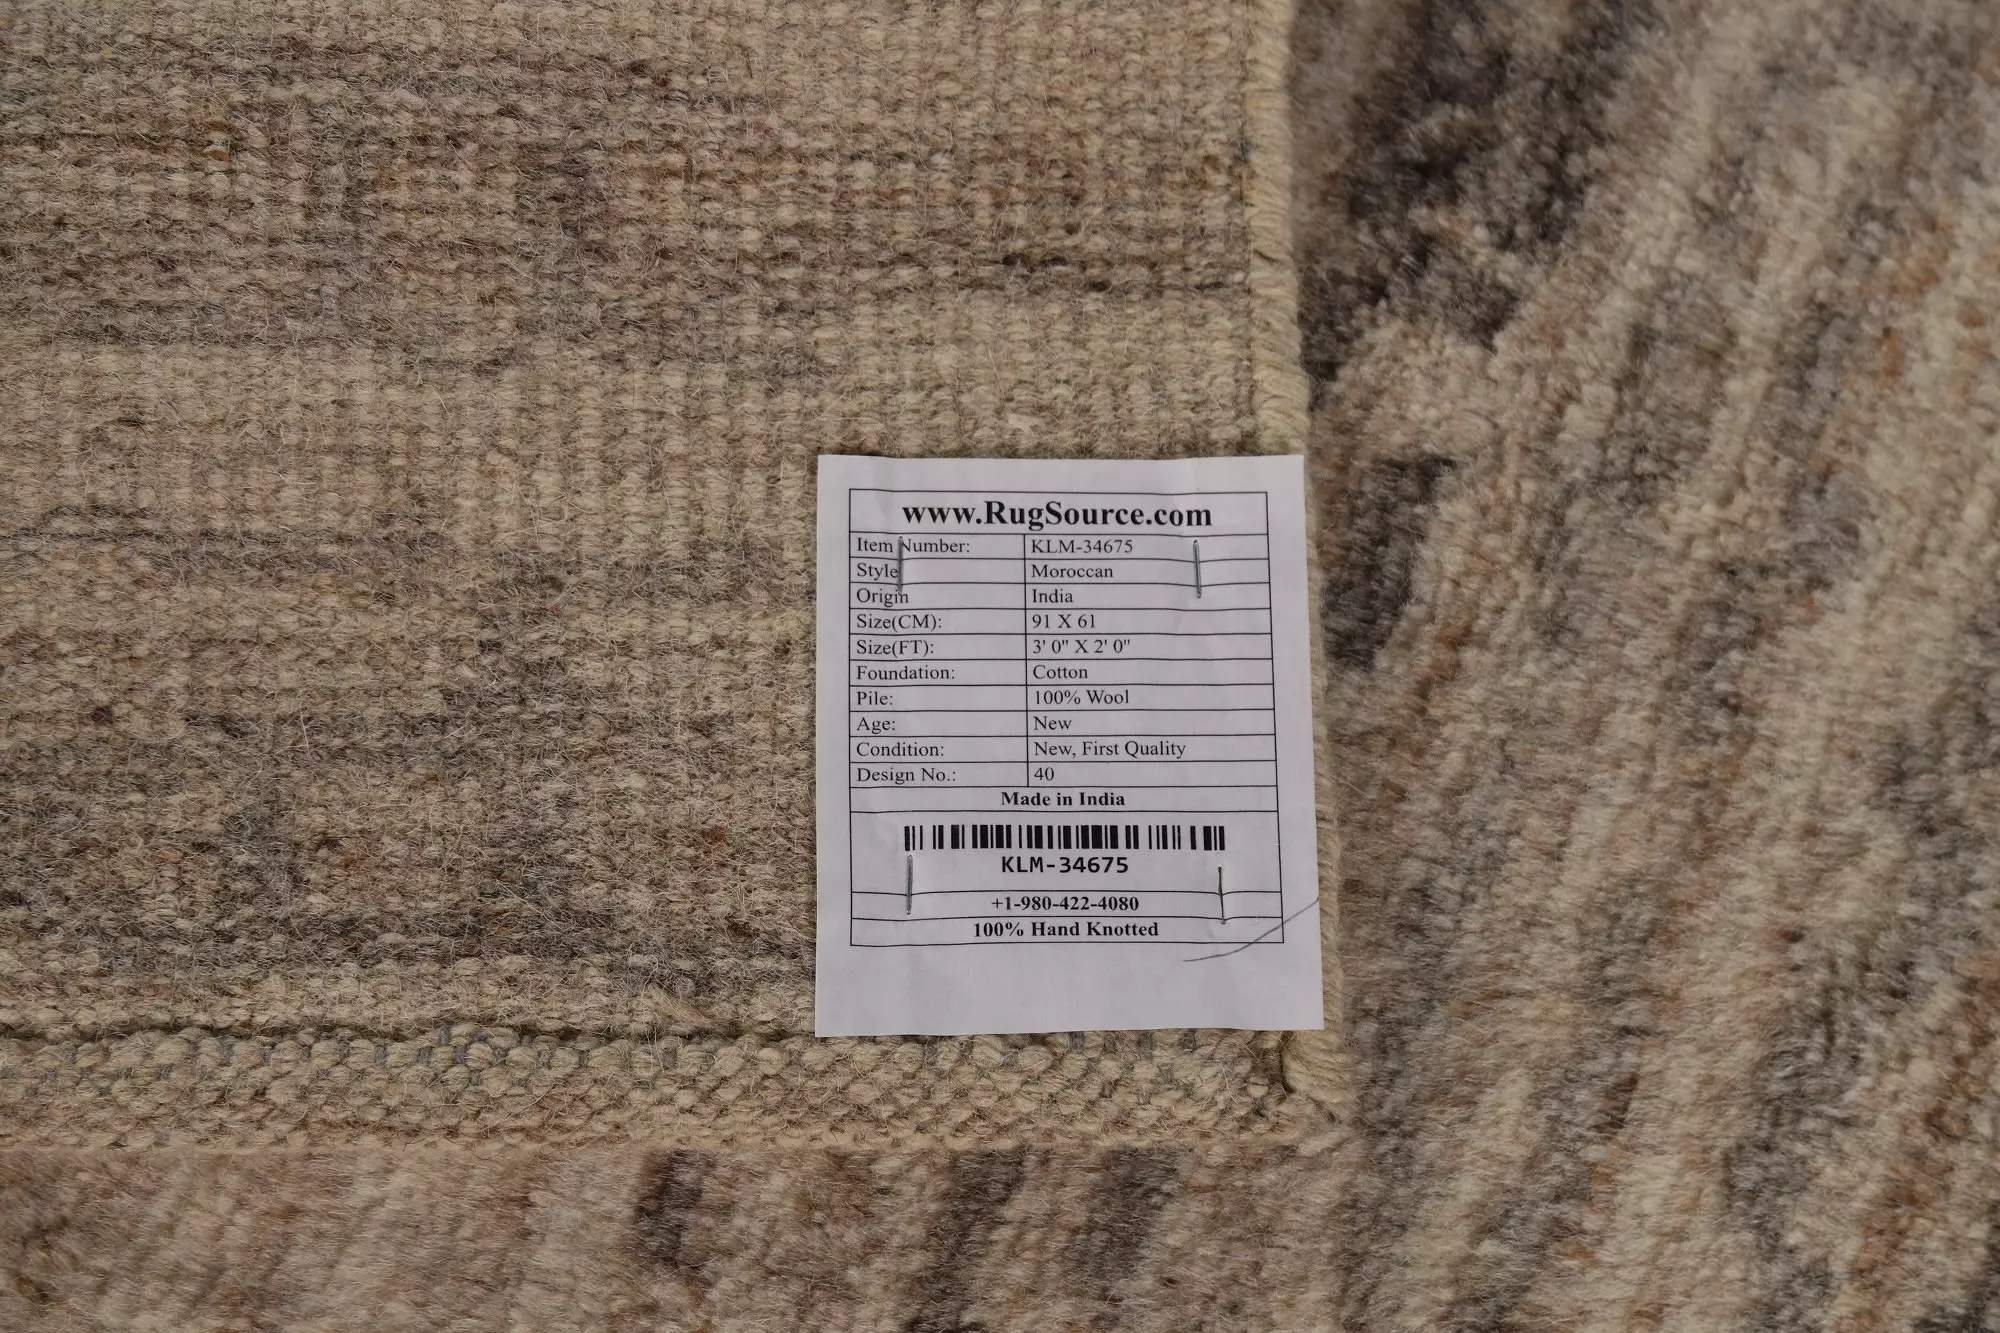 www.RugSource.com
Item Number: KLM-34675
Style Moroccan
Origin India
Size(CM): 91 X 61
Size(FT): 3' 0" X 2' 0"
Foundation: Cotton
Pile: 100% Wool
Age: New
Condition: New, First Quality
Design No.: 40
Made in India
KLM-34675
+1-980-422-4080
100% Hand Knotted